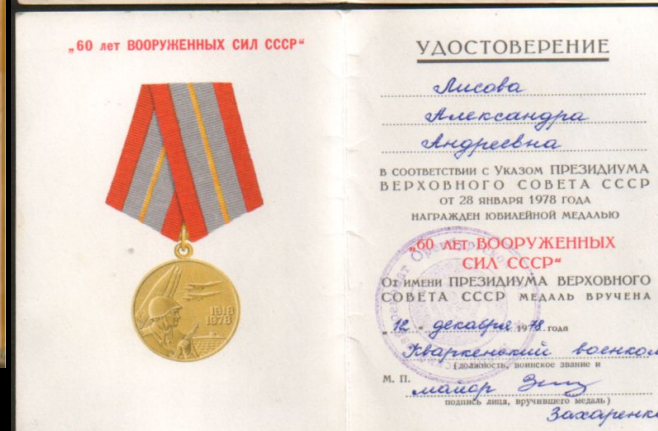 „60 лет ВООРУЖЕННЫХ СИЛ СССР“
1918
1978
УДОСТОВЕРЕНИЕ
Лисова
Александра
Андреевна
В СООТВЕТСТВИИ С УКАЗОМ ПРЕЗИДИУМА
ВЕРХОВНОГО СОВЕТА СССР
ОТ 28 ЯНВАРЯ 1978 ГОДА
НАГРАЖДЕН ЮБИЛЕЙНОЙ МЕДАЛЬЮ
„60 ЛЕТ ВООРУЖЕННЫХ
СИЛ СССР“
ОТ ИМЕНИ ПРЕЗИДИУМА ВЕРХОВНОГО
СОВЕТА СССР МЕДАЛЬ ВРУЧЕНА
„12“ декабря 1978 года
Кваркенский военком
(должность, воинское звание и
М. П.
майор
подпись лица, вручившего медаль)
Захаренко